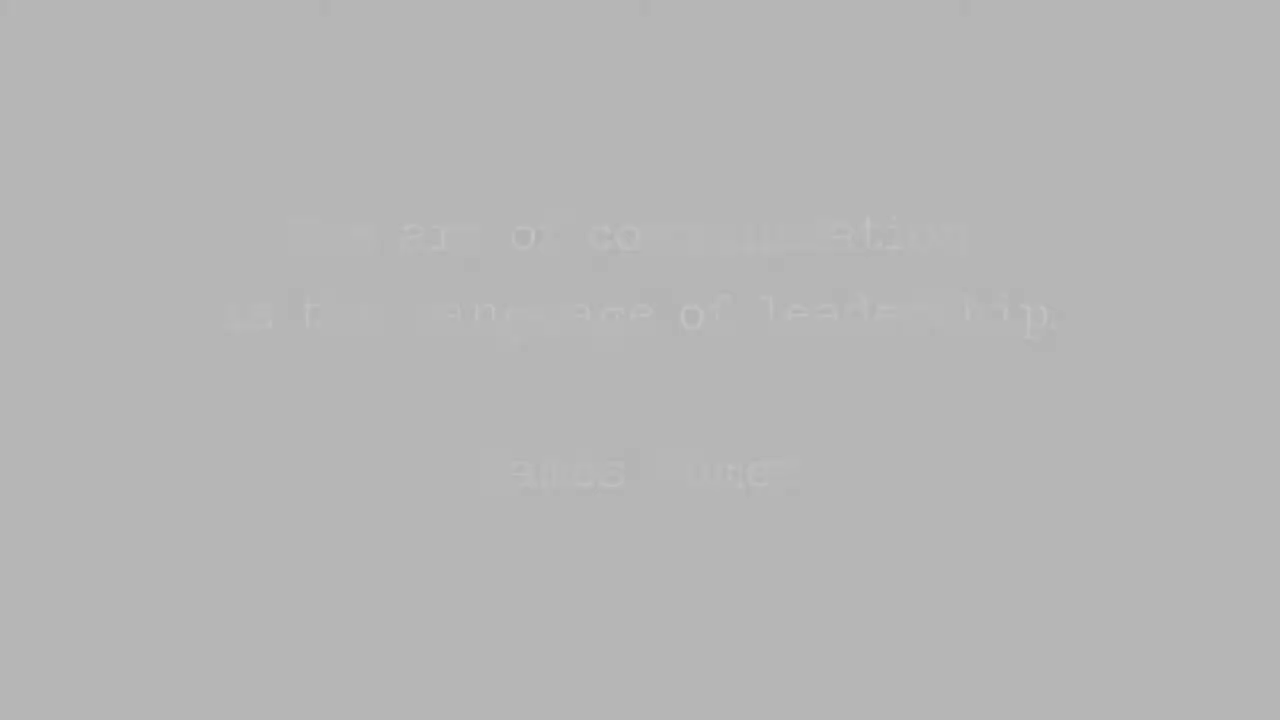 The art of communication
is the language of leadership.
James Humes